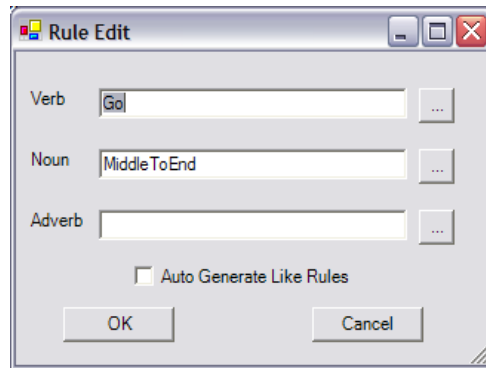 Rule Edit
Verb Go ...
Noun MiddleToEnd ...
Adverb ...
Auto Generate Like Rules
OK Cancel